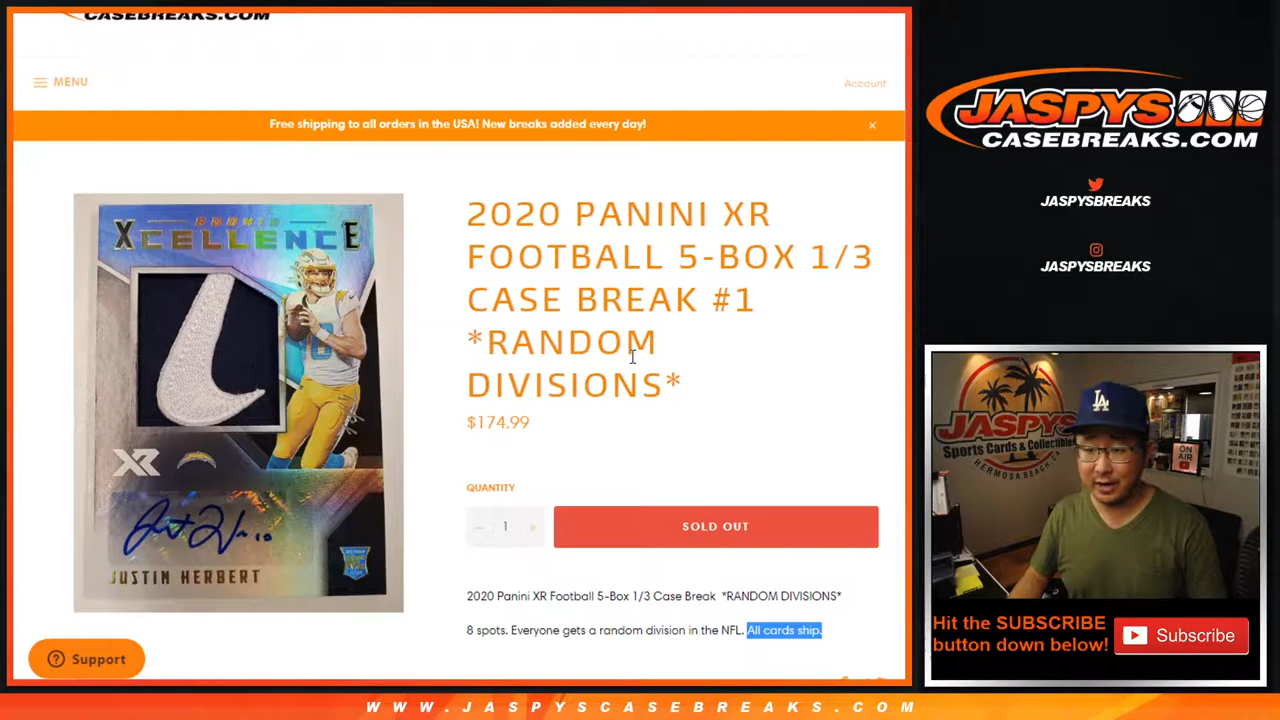 CASEBREAKS.COM
MENU
Account
Free shipping to all orders in the USA! New breaks added every day!
×
ROOKIE
XCELLENCE
XR
JUSTIN HERBERT
2020 PANINI XR
FOOTBALL 5-BOX 1/3
CASE BREAK #1
*RANDOM
DIVISIONS*
$174.99
QUANTITY
− 1 +
SOLD OUT
2020 Panini XR Football 5-Box 1/3 Case Break *RANDOM DIVISIONS*
8 spots. Everyone gets a random division in the NFL. All cards ship.
Support
JASPYS
CASEBREAKS.COM
JASPYSBREAKS
JASPYSBREAKS
JASPYS
Sports Cards & Collectibles
HERMOSA BEACH, CA
ON
AIR
LA
Hit the SUBSCRIBE
button down below!
Subscribe
WWW.JASPYSCASEBREAKS.COM